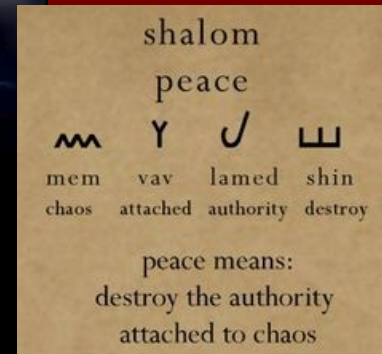 shalom
peace
𐤌 𐤅 𐤋 𐤔
mem vav lamed shin
chaos attached authority destroy
peace means:
destroy the authority
attached to chaos